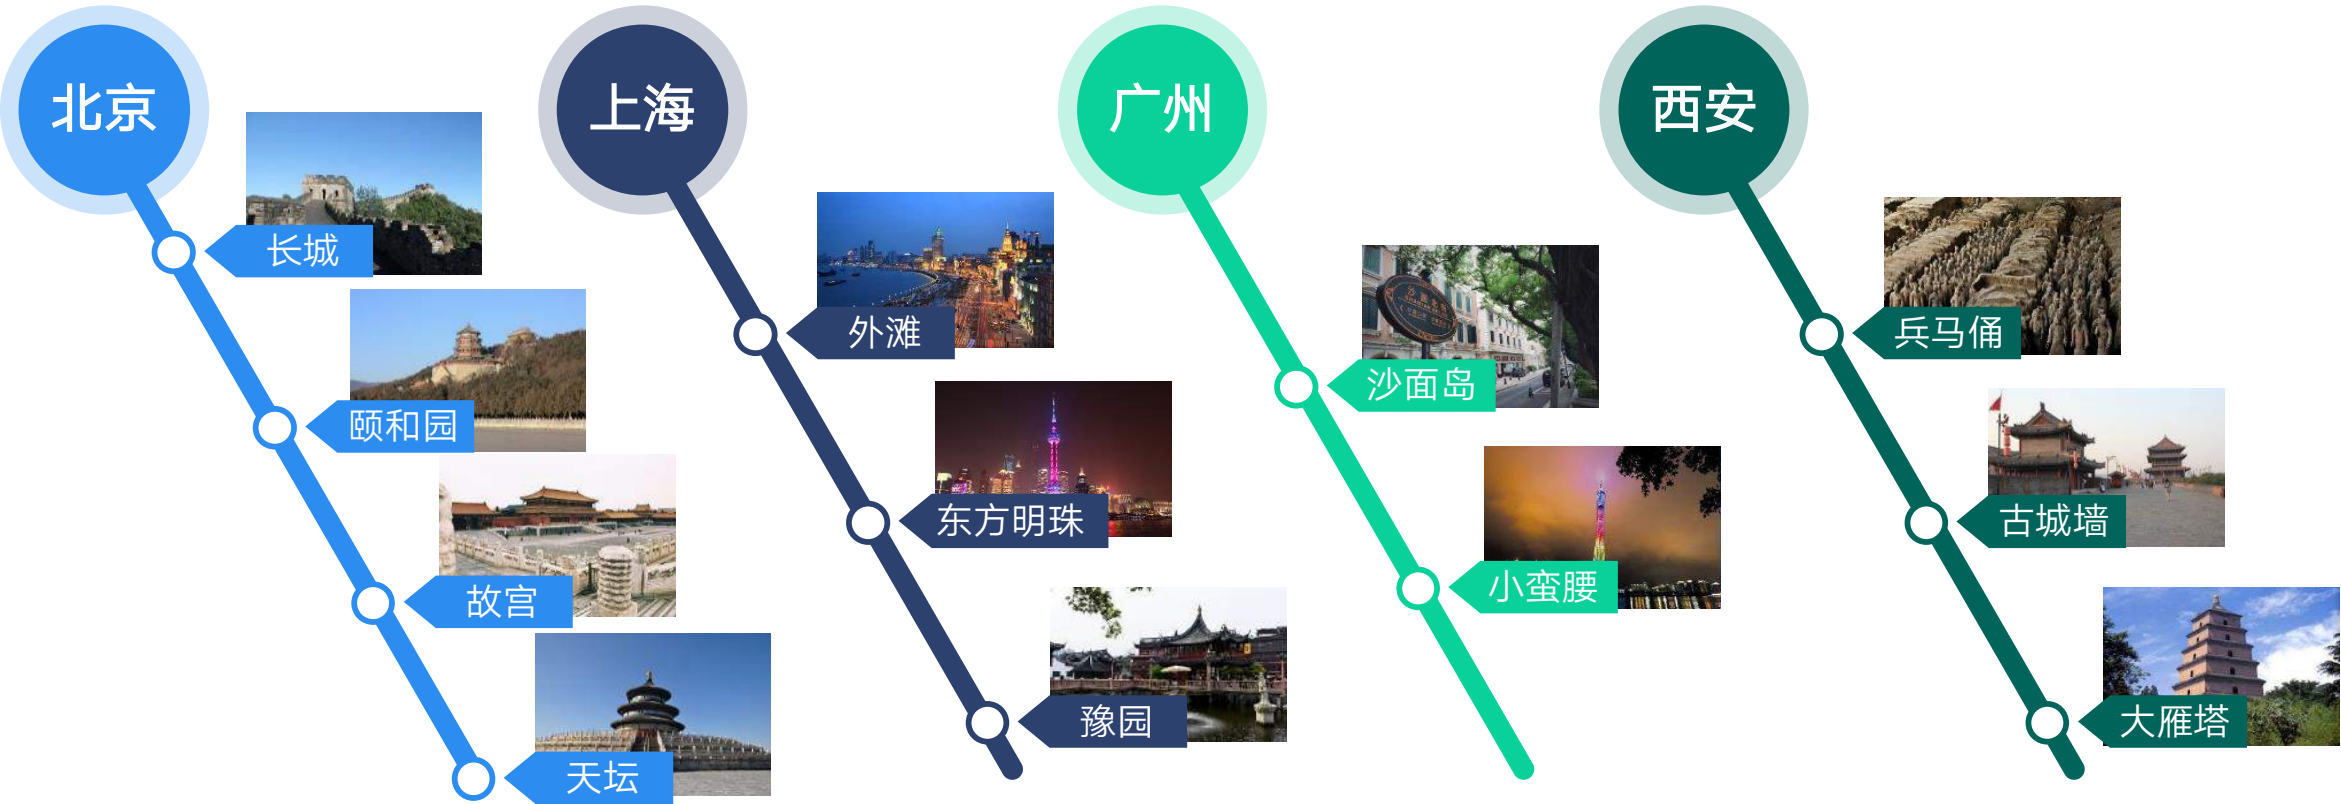 北京
长城
颐和园
故宫
天坛
上海
外滩
东方明珠
豫园
广州
沙面岛
小蛮腰
西安
兵马俑
古城墙
大雁塔